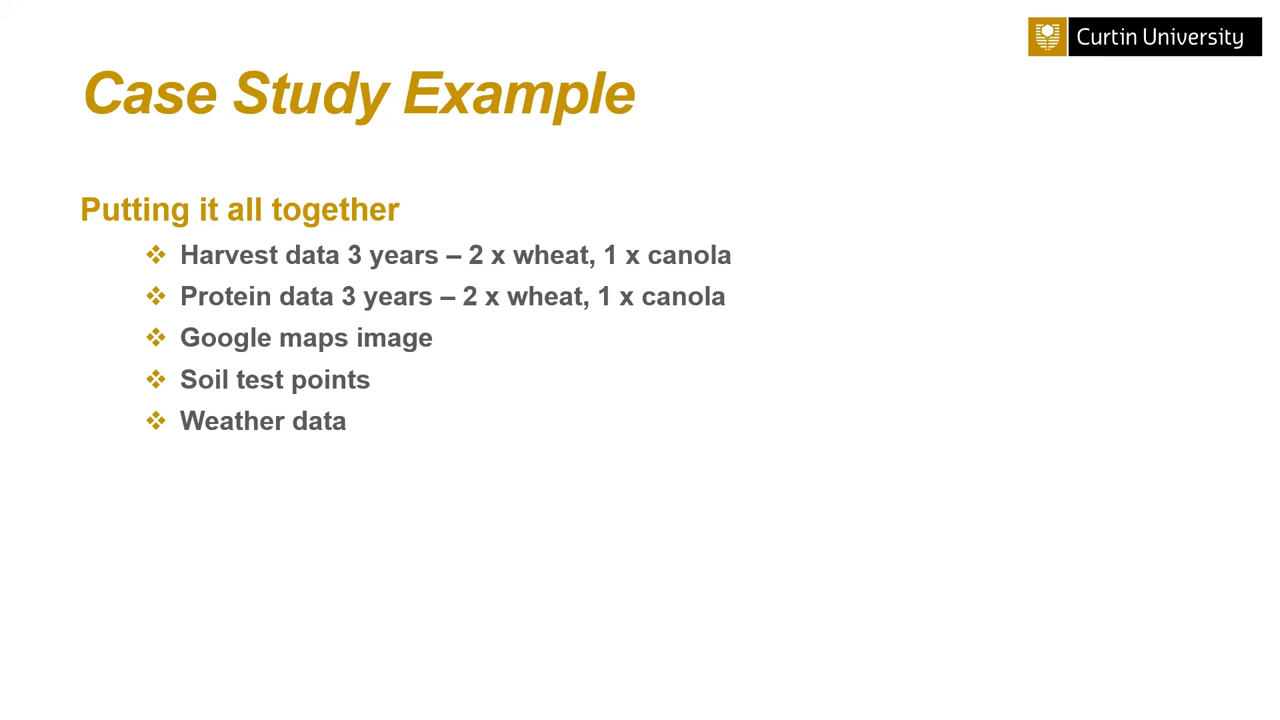 Curtin University
Case Study Example
Putting it all together
Harvest data 3 years – 2 x wheat, 1 x canola
Protein data 3 years – 2 x wheat, 1 x canola
Google maps image
Soil test points
Weather data